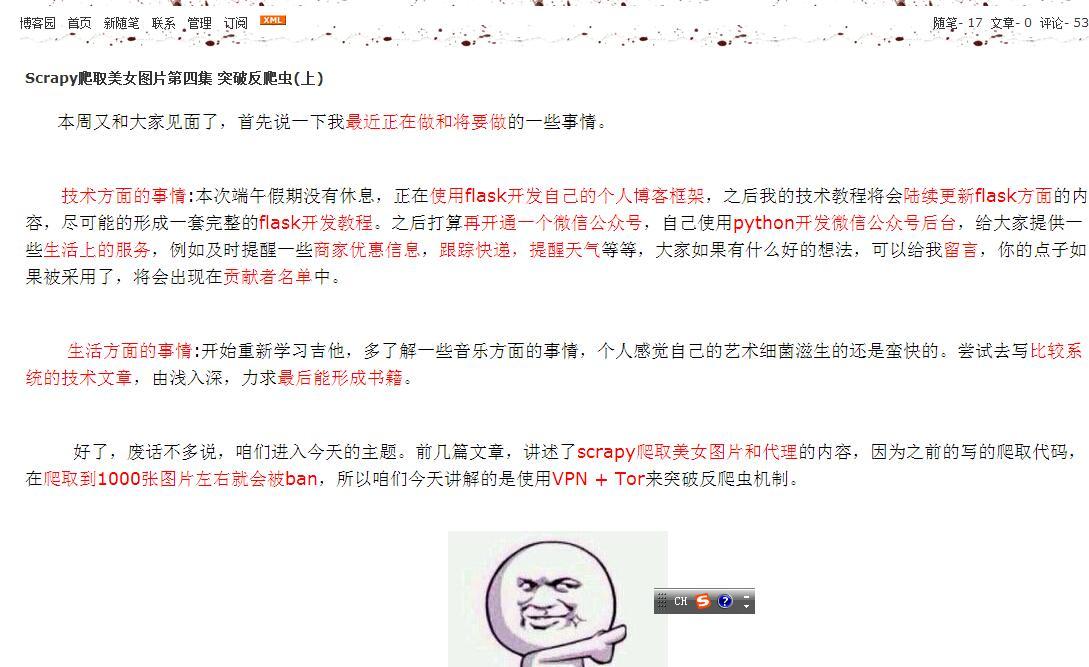 博客园 首页 新随笔 联系 管理 订阅 XML 随笔- 17 文章- 0 评论- 53
Scrapy爬取美女图片第四集 突破反爬虫(上)
本周又和大家见面了，首先说一下我最近正在做和将要做的一些事情。
技术方面的事情:本次端午假期没有休息，正在使用flask开发自己的个人博客框架，之后我的技术教程将会陆续更新flask方面的内
容，尽可能的形成一套完整的flask开发教程。之后打算再开通一个微信公众号，自己使用python开发微信公众号后台，给大家提供一
些生活上的服务，例如及时提醒一些商家优惠信息，跟踪快递，提醒天气等等，大家如果有什么好的想法，可以给我留言，你的点子如
果被采用了，将会出现在贡献者名单中。
生活方面的事情:开始重新学习吉他，多了解一些音乐方面的事情，个人感觉自己的艺术细菌滋生的还是蛮快的。尝试去写比较系
统的技术文章，由浅入深，力求最后能形成书籍。
好了，废话不多说，咱们进入今天的主题。前几篇文章，讲述了scrapy爬取美女图片和代理的内容，因为之前的写的爬取代码，
在爬取到1000张图片左右就会被ban，所以咱们今天讲解的是使用VPN + Tor来突破反爬虫机制。
CH S ?